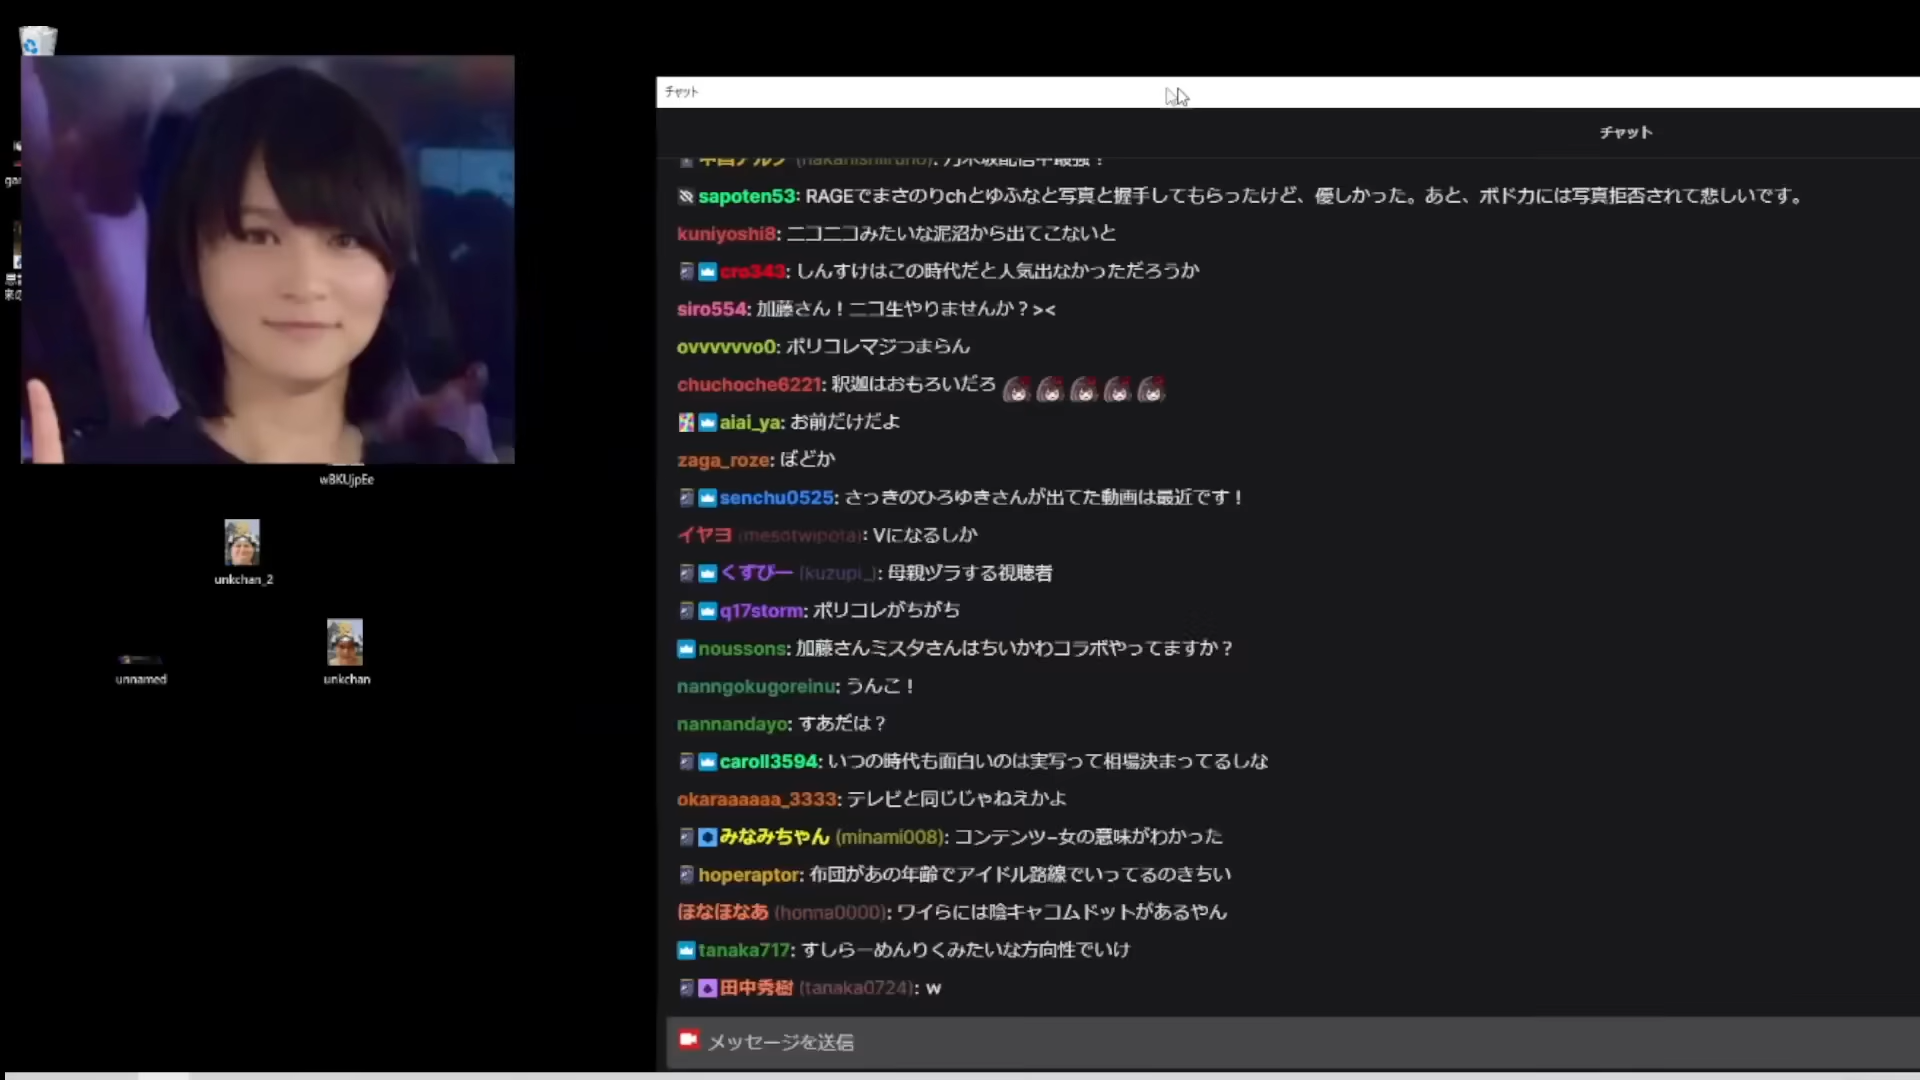 チャット
チャット
sapoten53: RAGEでまさのりchとゆふなと写真と握手してもらったけど、優しかった。あと、ボドカには写真拒否されて悲しいです。
kuniyoshi8: ニコニコみたいな泥沼から出てこないと
cro343: しんすけはこの時代だと人気出なかっただろうか
siro554: 加藤さん！ニコ生やりませんか？><
ovvvvvvo0: ポリコレマジつまらん
chuchoche6221: 釈迦はおもろいだろ
aiai_ya: お前だけだよ
zaga_roze: ぼどか
senchu0525: さっきのひろゆきさんが出てた動画は最近です！
イヤヨ (mesotwipota): Vになるしか
くずぴー (kuzupi_): 母親ヅラする視聴者
q17storm: ポリコレがちがち
noussons: 加藤さんミスタさんはちいかわコラボやってますか？
nanngokugoreinu: うんこ！
nannandayo: すあだは？
caroll3594: いつの時代も面白いのは実写って相場決まってるしな
okaraaaaaa_3333: テレビと同じじゃねえかよ
みなみちゃん (minami008): コンテンツ-女の意味がわかった
hoperaptor: 布団があの年齢でアイドル路線でいってるのきちい
ほなほなあ (honna0000): ワイらには陰キャコムドットがあるやん
tanaka717: すしらーめんりくみたいな方向性でいけ
田中秀樹 (tanaka0724): w
メッセージを送信
w8KUjpEe
unkchan_2
unnamed
unkchan